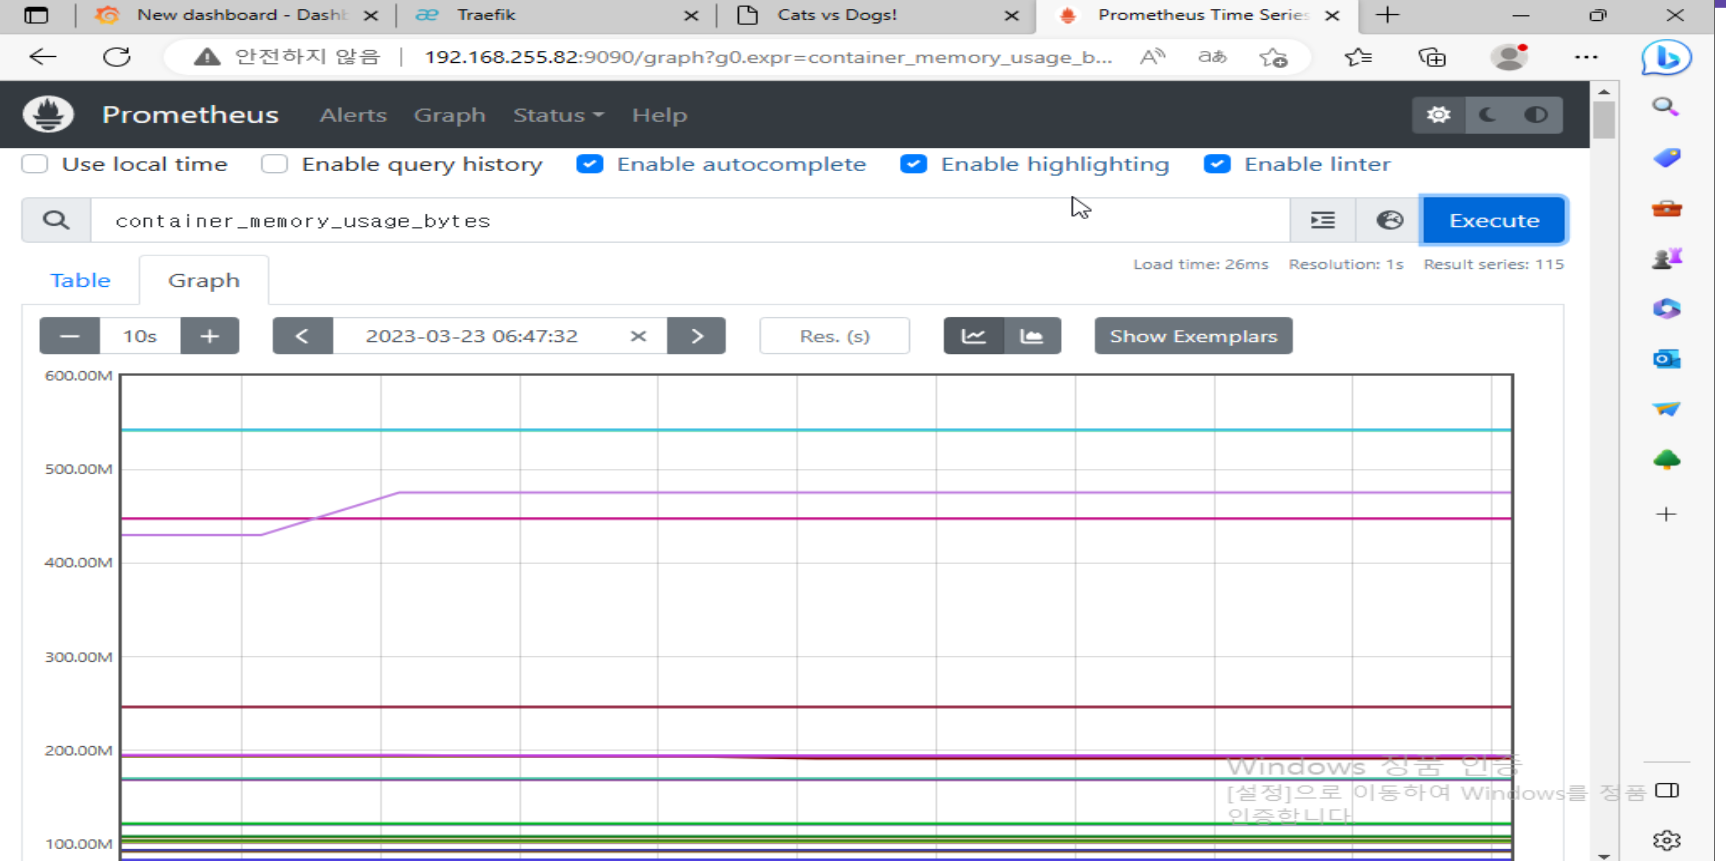 New dashboard - Dashb
Traefik
Cats vs Dogs!
Prometheus Time Series
안전하지 않음
192.168.255.82:9090/graph?g0.expr=container_memory_usage_b...
Prometheus Alerts Graph Status Help
Use local time Enable query history Enable autocomplete Enable highlighting Enable linter
container_memory_usage_bytes
Execute
Table Graph
Load time: 26ms Resolution: 1s Result series: 115
10s
2023-03-23 06:47:32
Res. (s)
Show Exemplars
600.00M
500.00M
400.00M
300.00M
200.00M
100.00M
Windows 정품 인증
[설정]으로 이동하여 Windows를 정품
인증합니다